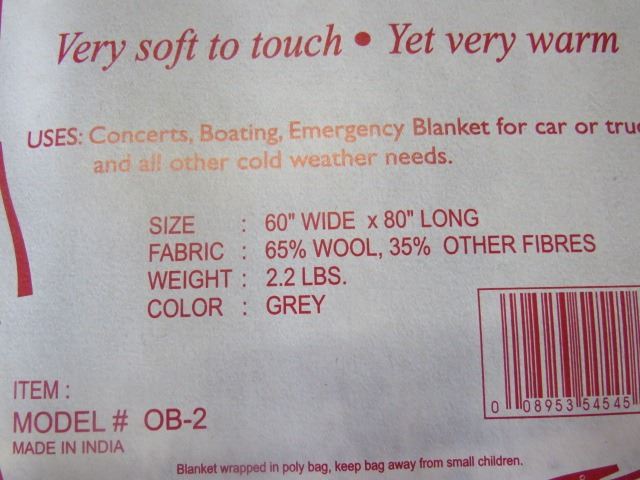 Very soft to touch • Yet very warm
USES: Concerts, Boating, Emergency Blanket for car or
and all other cold weather needs.
SIZE : 60" WIDE x 80" LONG
FABRIC : 65% WOOL, 35% OTHER FIBRES
WEIGHT : 2.2 LBS.
COLOR : GREY
0 08953 54545
ITEM :
MODEL # OB-2
MADE IN INDIA
Blanket wrapped in poly bag, keep bag away from small children.